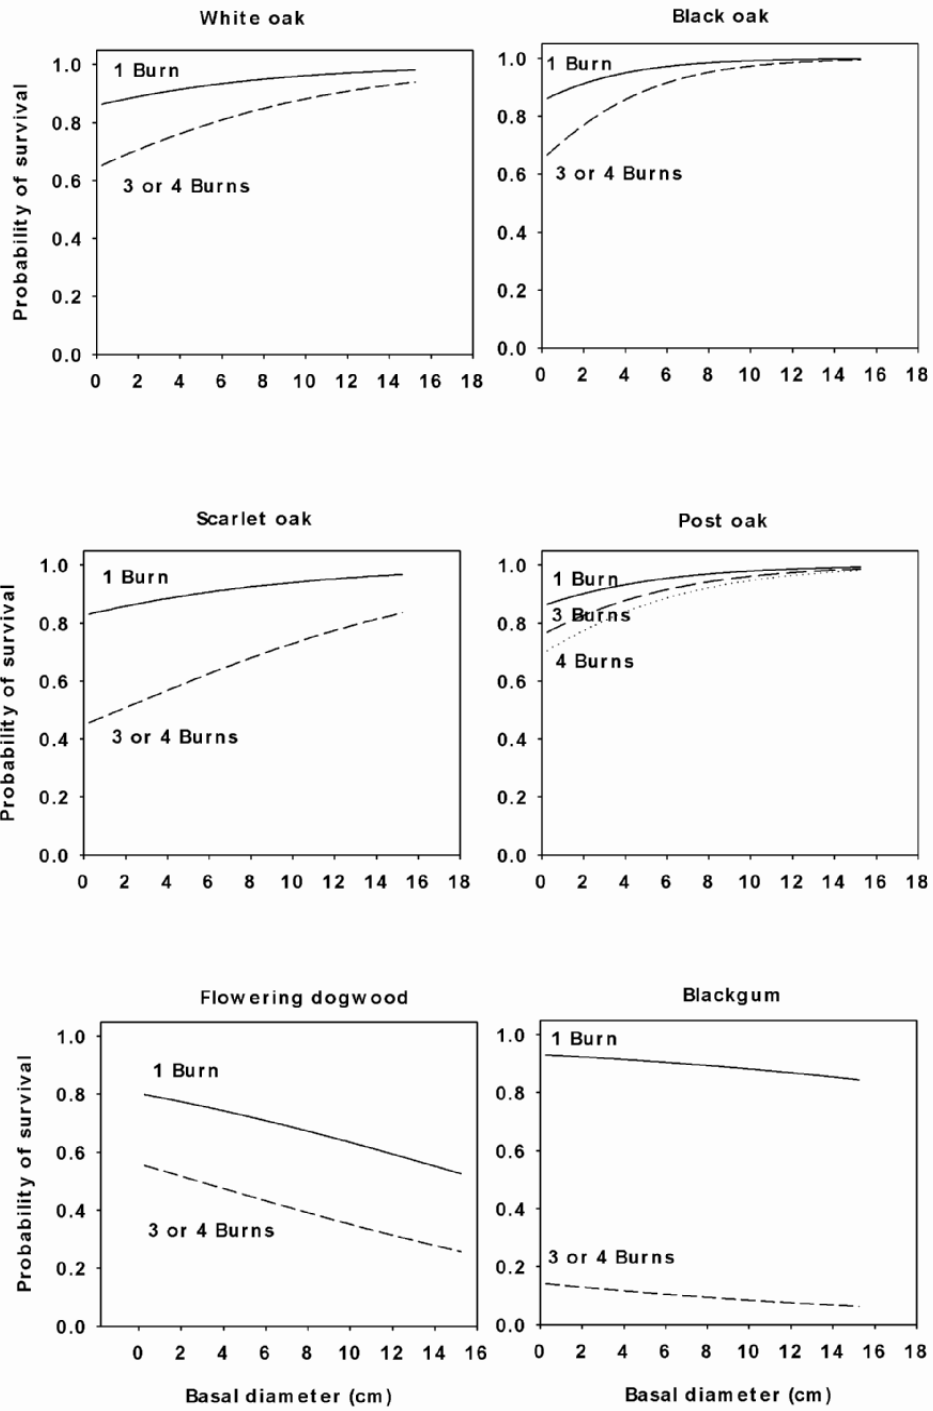 White oak
Black oak
1.0
0.8
0.6
0.4
0.2
0.0
Probability of survival
1 Burn
3 or 4 Burns
0 2 4 6 8 10 12 14 16 18
1.0
0.8
0.6
0.4
0.2
0.0
1 Burn
3 or 4 Burns
0 2 4 6 8 10 12 14 16 18
Scarlet oak
Post oak
1.0
0.8
0.6
0.4
0.2
0.0
Probability of survival
1 Burn
3 or 4 Burns
0 2 4 6 8 10 12 14 16 18
1.0
0.8
0.6
0.4
0.2
0.0
1 Burn
3 Burns
4 Burns
0 2 4 6 8 10 12 14 16 18
Flowering dogwood
Blackgum
1.0
0.8
0.6
0.4
0.2
0.0
Probability of survival
1 Burn
3 or 4 Burns
0 2 4 6 8 10 12 14 16
Basal diameter (cm)
1.0
0.8
0.6
0.4
0.2
0.0
1 Burn
3 or 4 Burns
0 2 4 6 8 10 12 14 16 18
Basal diameter (cm)